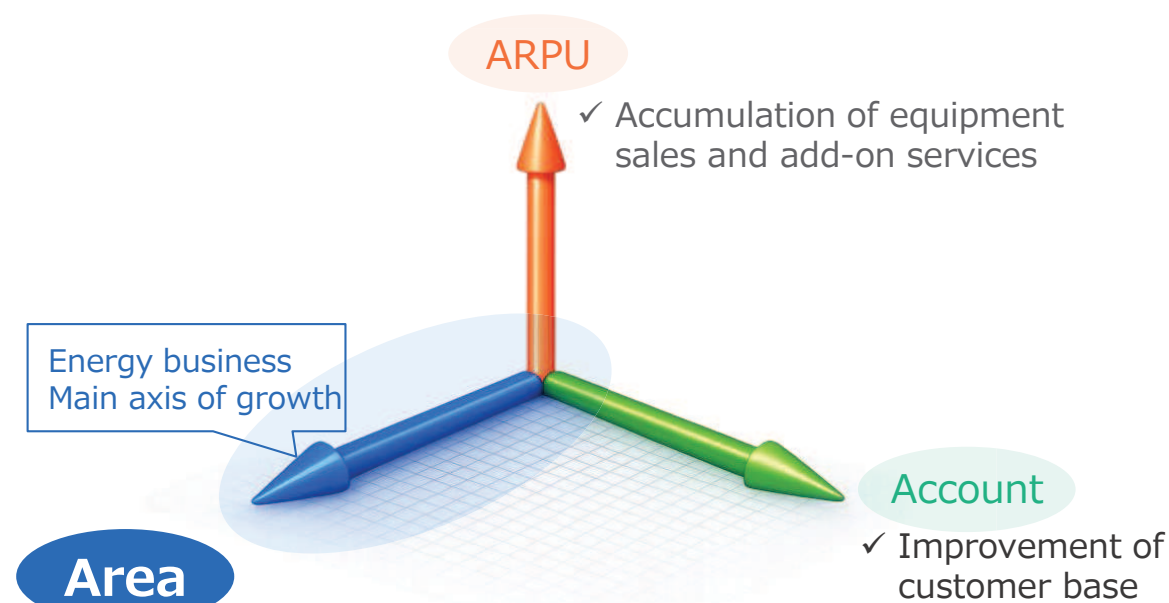 ARPU
✓ Accumulation of equipment
sales and add-on services
Energy business
Main axis of growth
Account
✓ Improvement of
customer base
Area